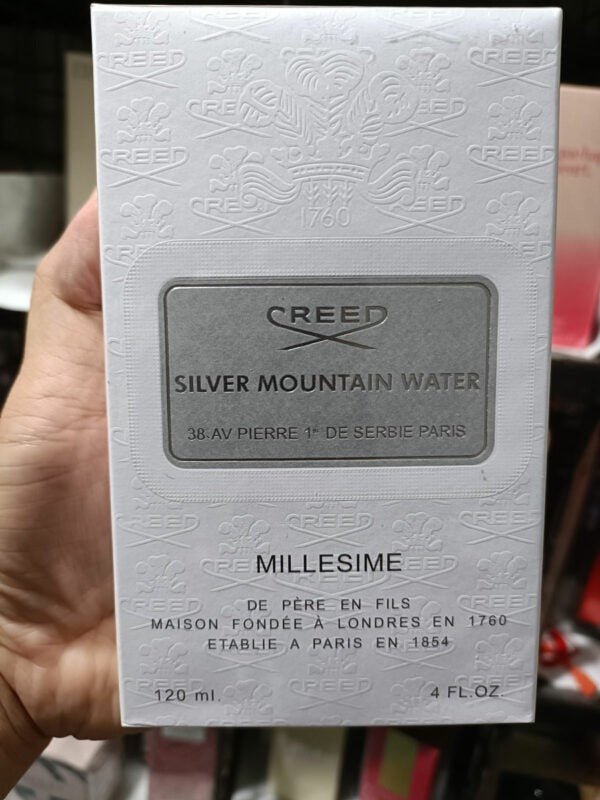 1760
CREED
SILVER MOUNTAIN WATER
38 AV PIERRE 1er DE SERBIE PARIS
MILLESIME
DE PÈRE EN FILS
MAISON FONDÉE À LONDRES EN 1760
ETABLIE A PARIS EN 1854
120 ml.
4 FL.OZ.